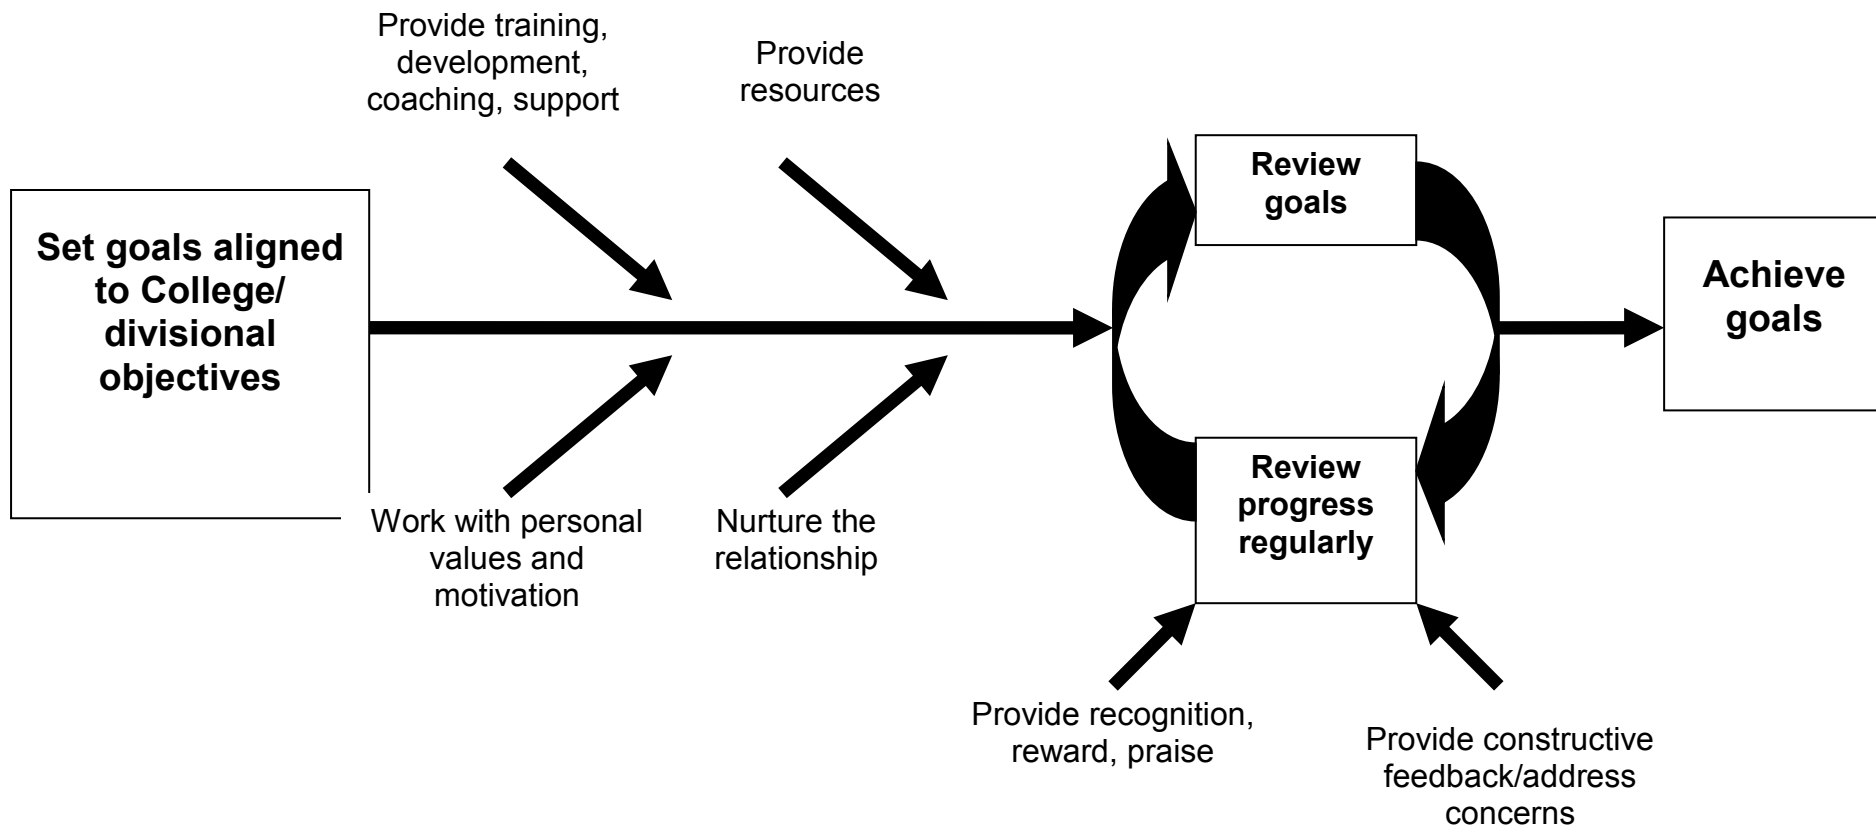 Provide training,
development,
coaching, support
Provide
resources
Set goals aligned
to College/
divisional
objectives
Review
goals
Achieve
goals
Work with personal
values and
motivation
Nurture the
relationship
Review
progress
regularly
Provide recognition,
reward, praise
Provide constructive
feedback/address
concerns